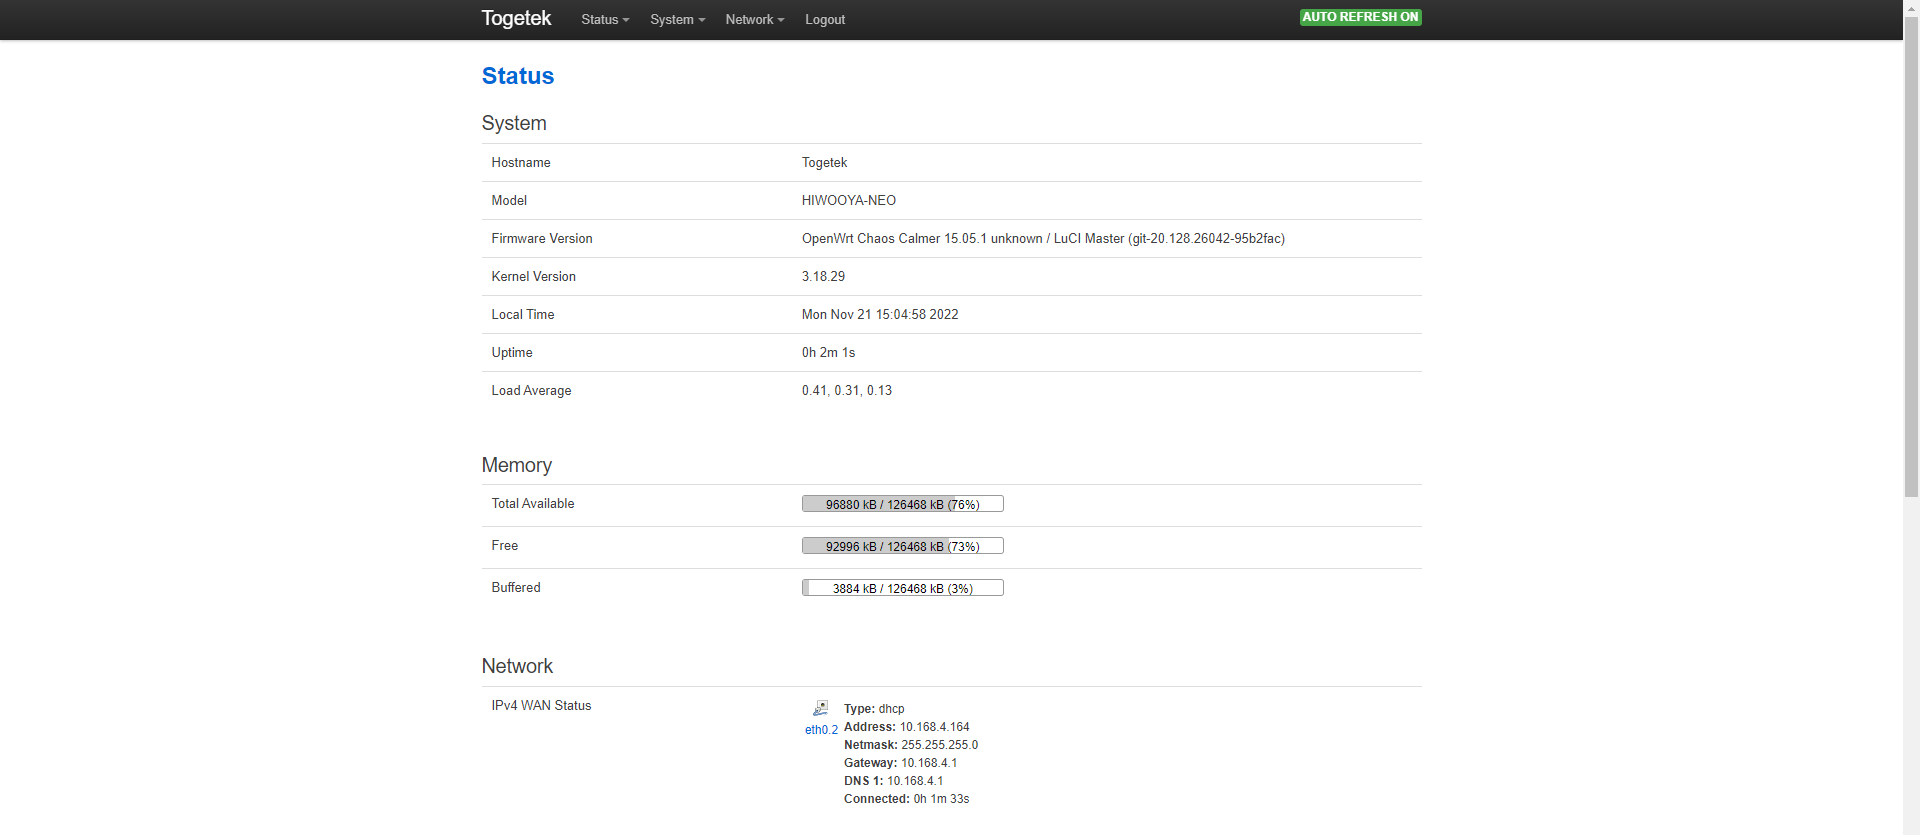 Togetek Status System Network Logout AUTO REFRESH ON
Status
System
Hostname Togetek
Model HIWOOYA-NEO
Firmware Version OpenWrt Chaos Calmer 15.05.1 unknown / LuCI Master (git-20.128.26042-95b2fac)
Kernel Version 3.18.29
Local Time Mon Nov 21 15:04:58 2022
Uptime 0h 2m 1s
Load Average 0.41, 0.31, 0.13
Memory
Total Available 96880 kB / 126468 kB (76%)
Free 92996 kB / 126468 kB (73%)
Buffered 3884 kB / 126468 kB (3%)
Network
IPv4 WAN Status
eth0.2
Type: dhcp
Address: 10.168.4.164
Netmask: 255.255.255.0
Gateway: 10.168.4.1
DNS 1: 10.168.4.1
Connected: 0h 1m 33s